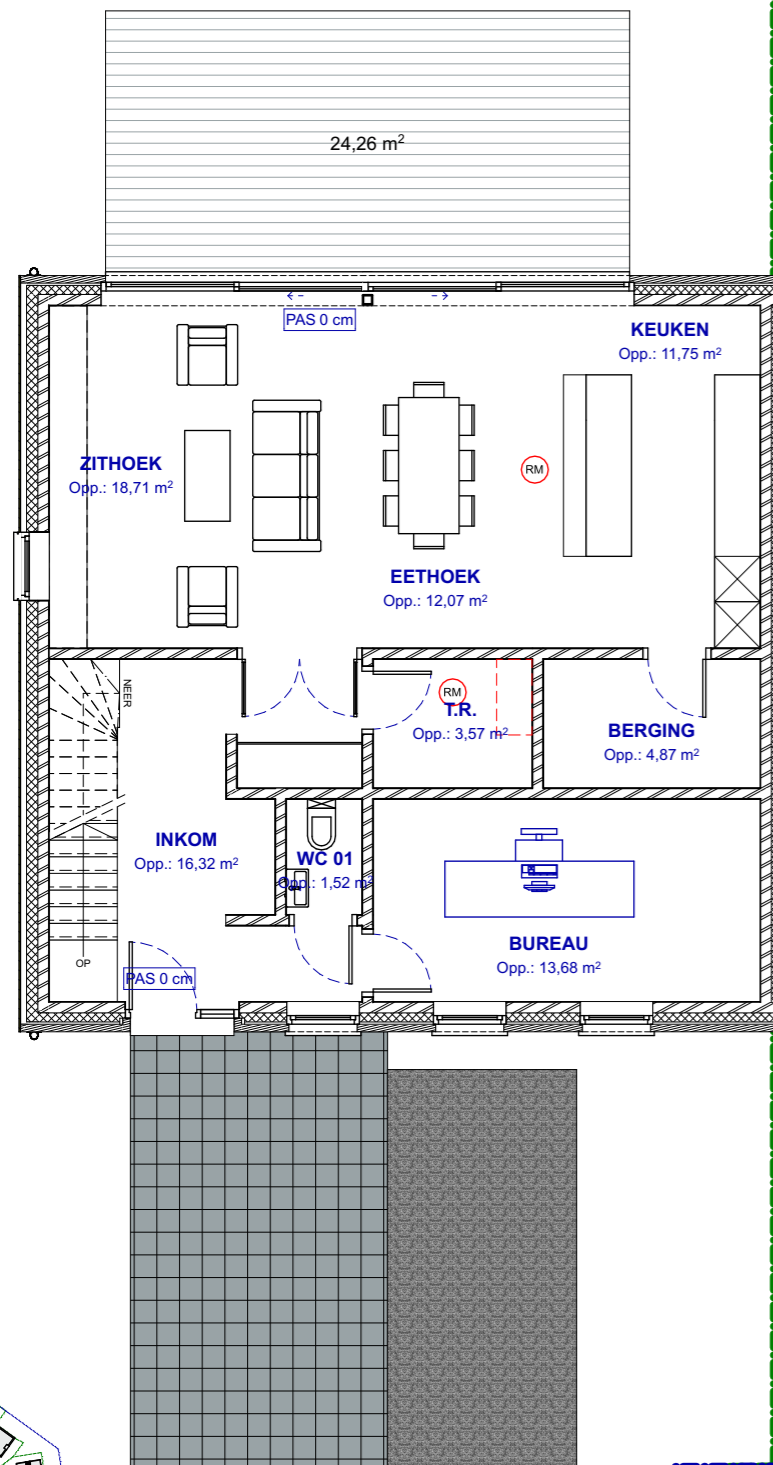 24,26 m²
PAS 0 cm
KEUKEN
Opp.: 11,75 m²
ZITHOEK
Opp.: 18,71 m²
RM
EETHOEK
Opp.: 12,07 m²
NEER
RM
T.R.
Opp.: 3,57 m²
BERGING
Opp.: 4,87 m²
INKOM
Opp.: 16,32 m²
WC 01
Opp.: 1,52 m²
BUREAU
Opp.: 13,68 m²
OP
PAS 0 cm